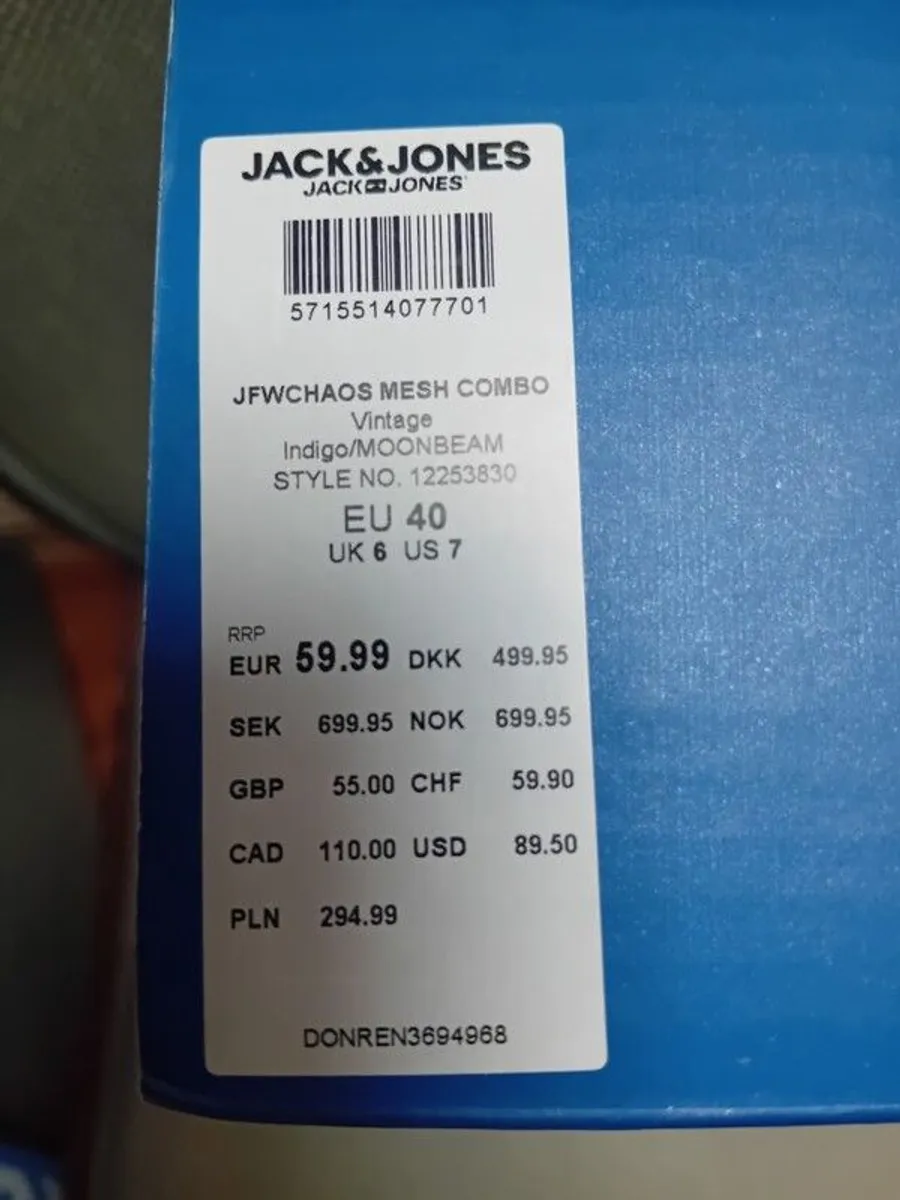 JACK&JONES
JACK JONES
5715514077701
JFWCHAOS MESH COMBO
Vintage
Indigo/MOONBEAM
STYLE NO. 12253830
EU 40
UK 6 US 7
RRP
EUR 59.99 DKK 499.95
SEK 699.95 NOK 699.95
GBP 55.00 CHF 59.90
CAD 110.00 USD 89.50
PLN 294.99
DONREN3694968